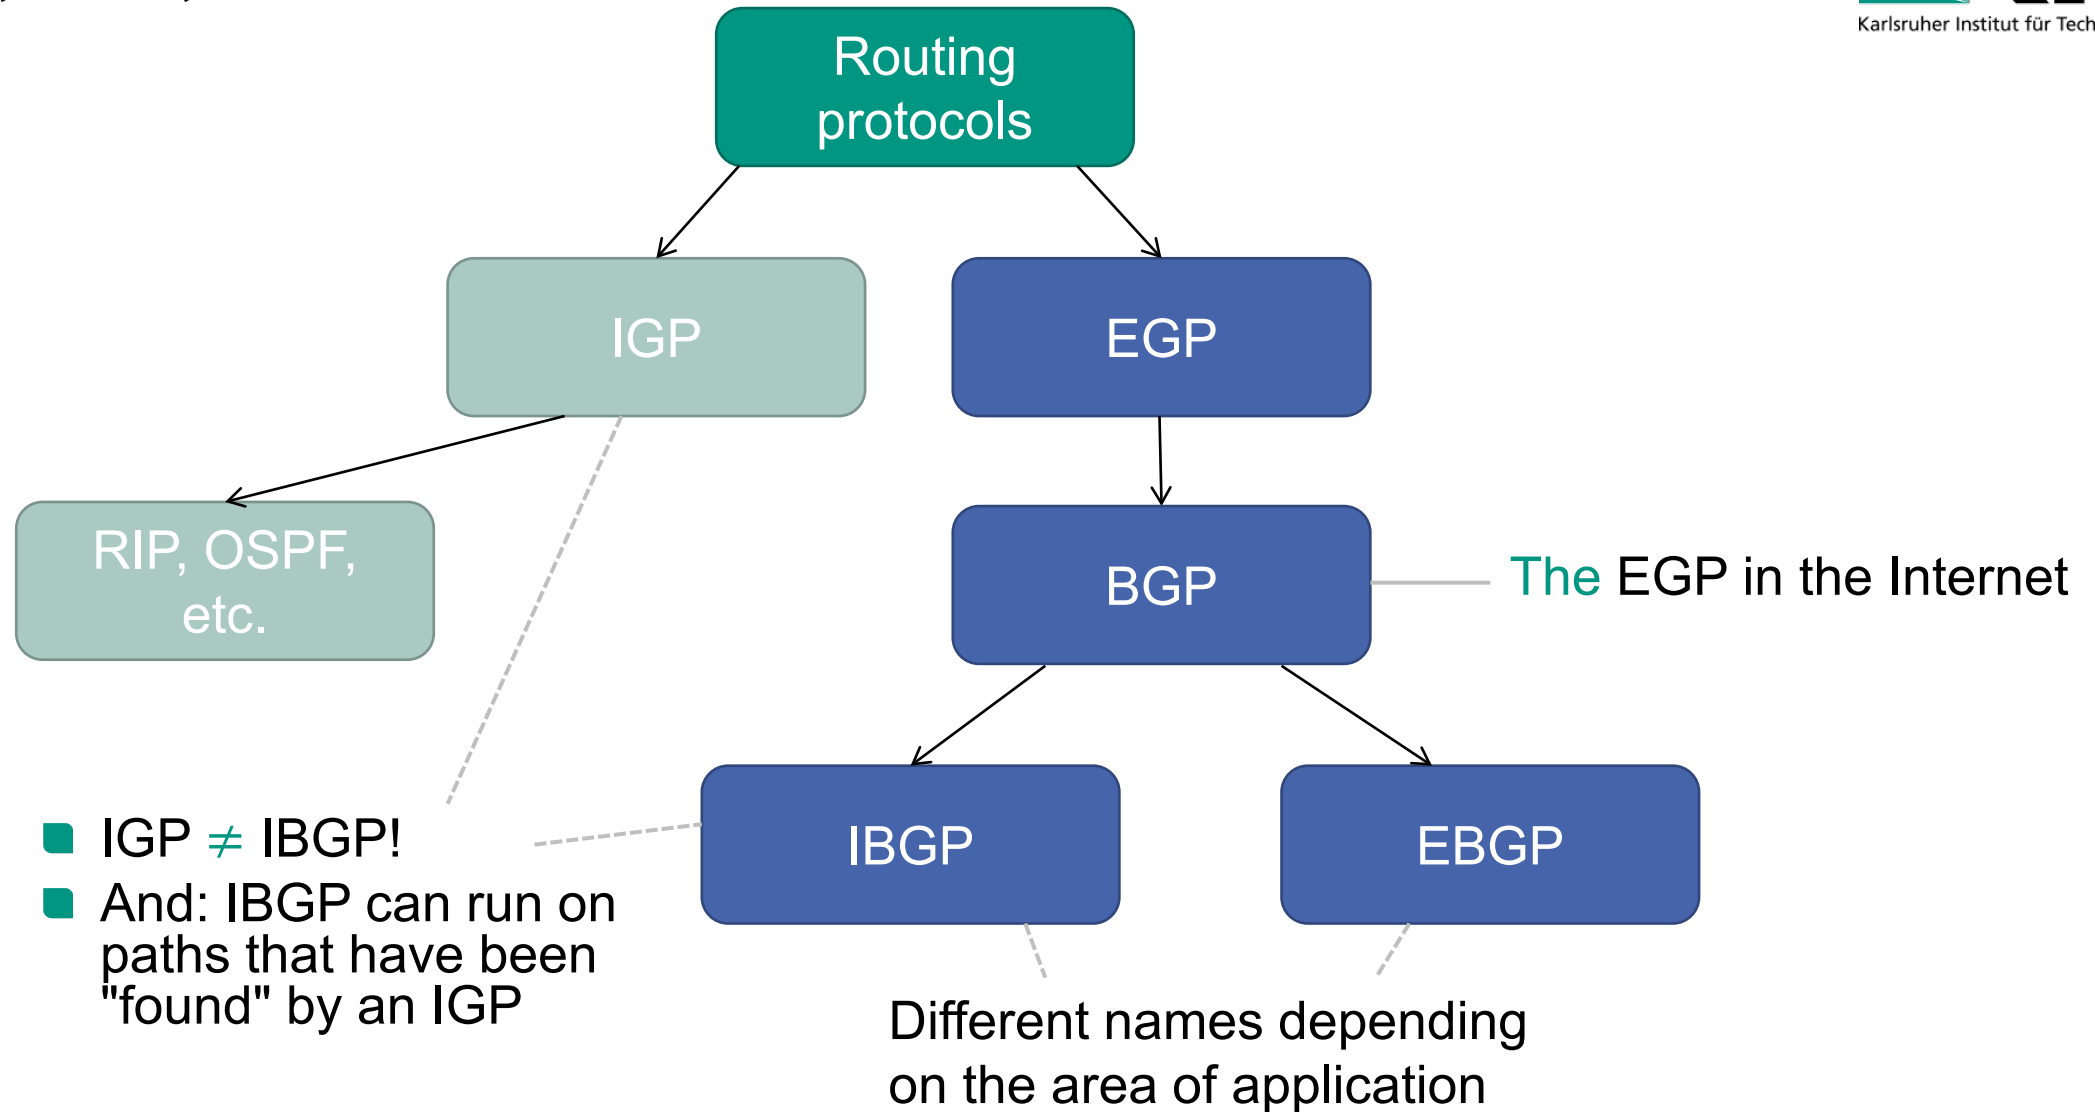 Karlsruher Institut für Tech
Routing
protocols
IGP
EGP
RIP, OSPF,
etc.
BGP
The EGP in the Internet
IGP ≠ IBGP!
And: IBGP can run on
paths that have been
"found" by an IGP
IBGP
EBGP
Different names depending
on the area of application